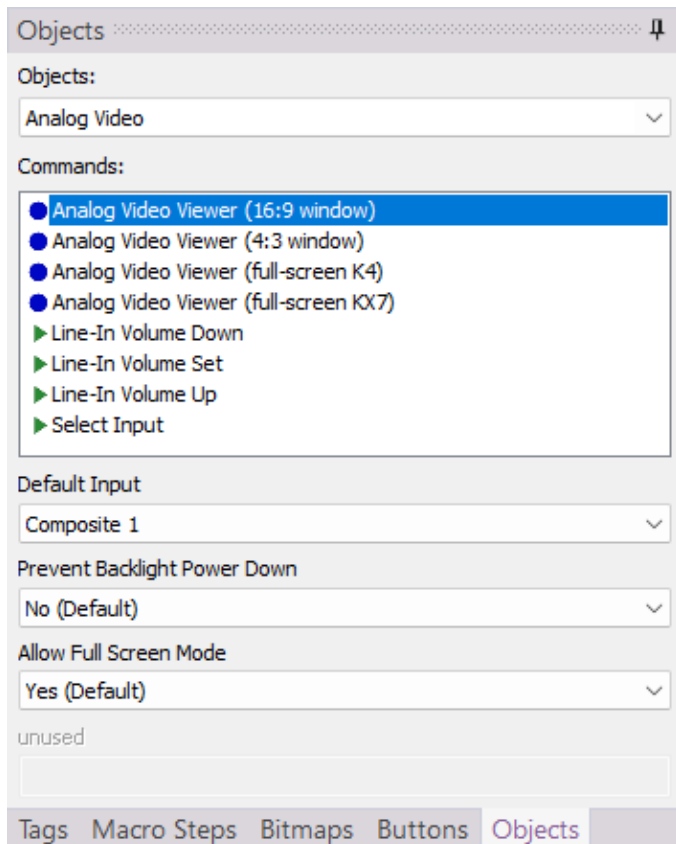 Objects
Objects:
Analog Video
Commands:
Analog Video Viewer (16:9 window)
Analog Video Viewer (4:3 window)
Analog Video Viewer (full-screen K4)
Analog Video Viewer (full-screen KX7)
Line-In Volume Down
Line-In Volume Set
Line-In Volume Up
Select Input
Default Input
Composite 1
Prevent Backlight Power Down
No (Default)
Allow Full Screen Mode
Yes (Default)
unused
Tags Macro Steps Bitmaps Buttons Objects